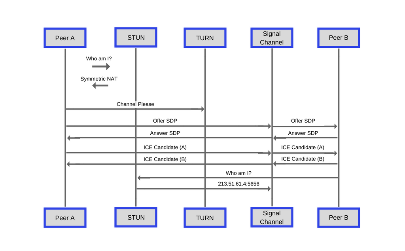 Peer A
STUN
TURN
Signal
Channel
Peer B
Who am I?
Symmetric NAT
Channel Please
Offer SDP
Offer SDP
Answer SDP
Answer SDP
ICE Candidate (A)
ICE Candidate (A)
ICE Candidate (B)
ICE Candidate (B)
Who am I?
Peer A
STUN
TURN
Signal
Channel
Peer B